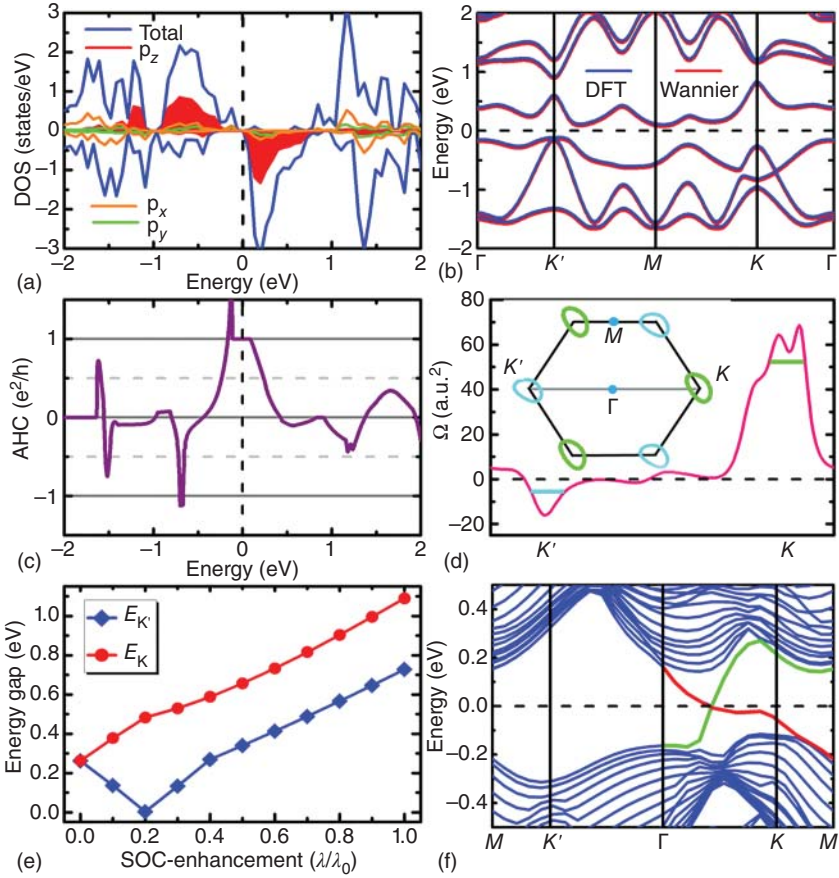 3
2
1
0
−1
−2
−3
DOS (states/eV)
Total
p_z
p_x
p_y
−2 −1 0 1 2
Energy (eV)
(a)
2
1
0
−1
−2
Energy (eV)
DFT Wannier
Γ K′ M K Γ
(b)
1
0
−1
AHC (e²/h)
−2 −1 0 1 2
Energy (eV)
(c)
80
70
60
40
20
0
−20
Ω (a.u.²)
M
K′
K
Γ
K′ K
(d)
1.0
0.8
0.6
0.4
0.2
0.0
Energy gap (eV)
E_K′
E_K
0.0 0.2 0.4 0.6 0.8 1.0
SOC-enhancement (λ/λ₀)
(e)
0.4
0.2
0.0
−0.2
−0.4
Energy (eV)
M K′ Γ K M
(f)